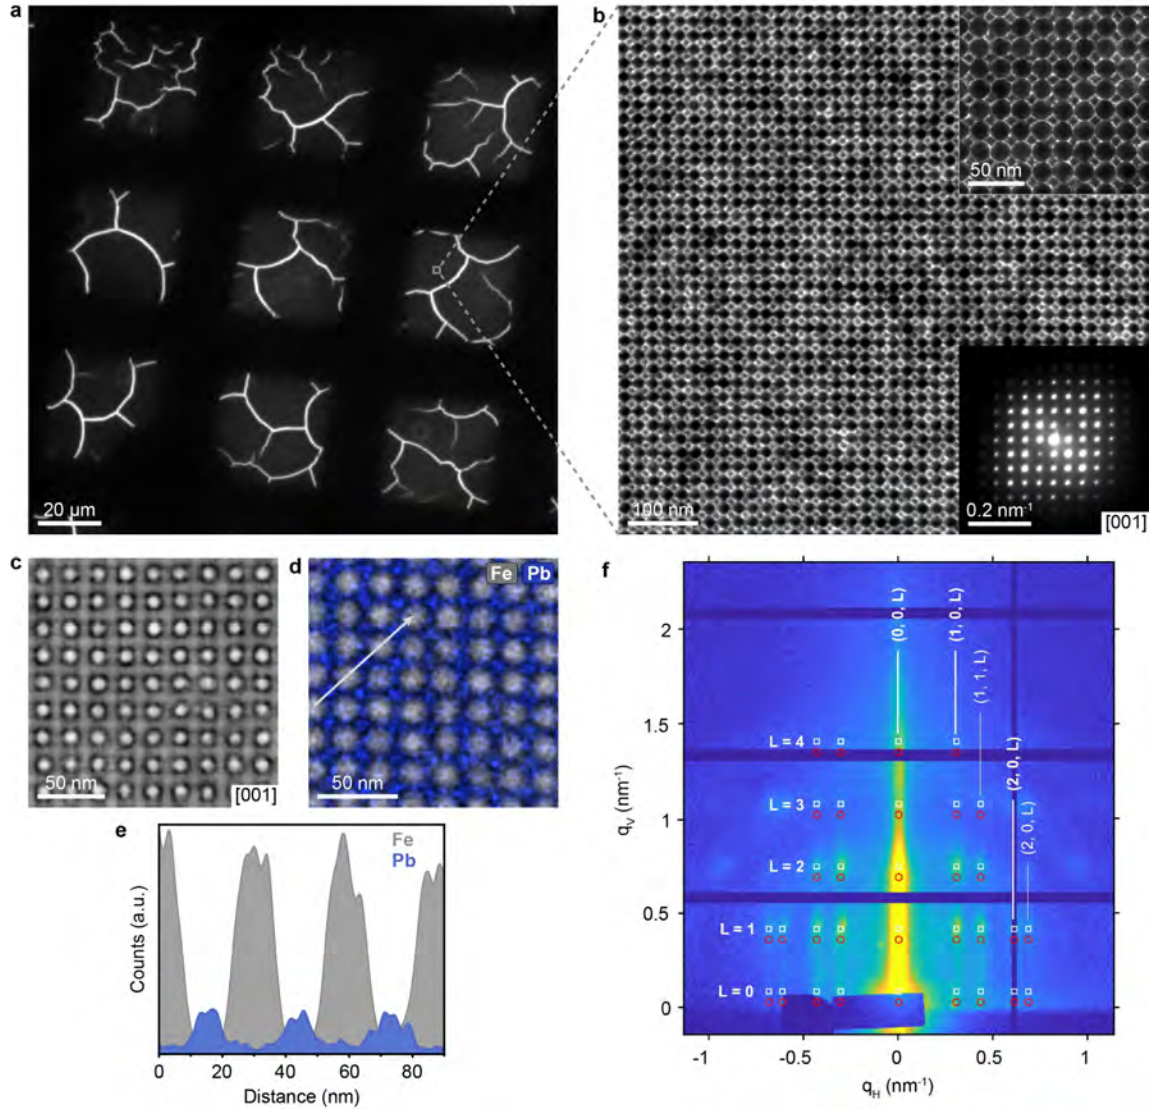 a
20 μm
b
50 nm
100 nm
0.2 nm⁻¹
[001]
c
50 nm
[001]
d
Fe Pb
50 nm
e
Fe
Pb
Counts (a.u.)
0 20 40 60 80
Distance (nm)
f
(0, 0, L)
(1, 0, L)
(1, 1, L)
(2, 0, L)
(2, 0, L)
L = 4
L = 3
L = 2
L = 1
L = 0
2
1.5
1
0.5
0
q_V (nm⁻¹)
-1 -0.5 0 0.5 1
q_H (nm⁻¹)